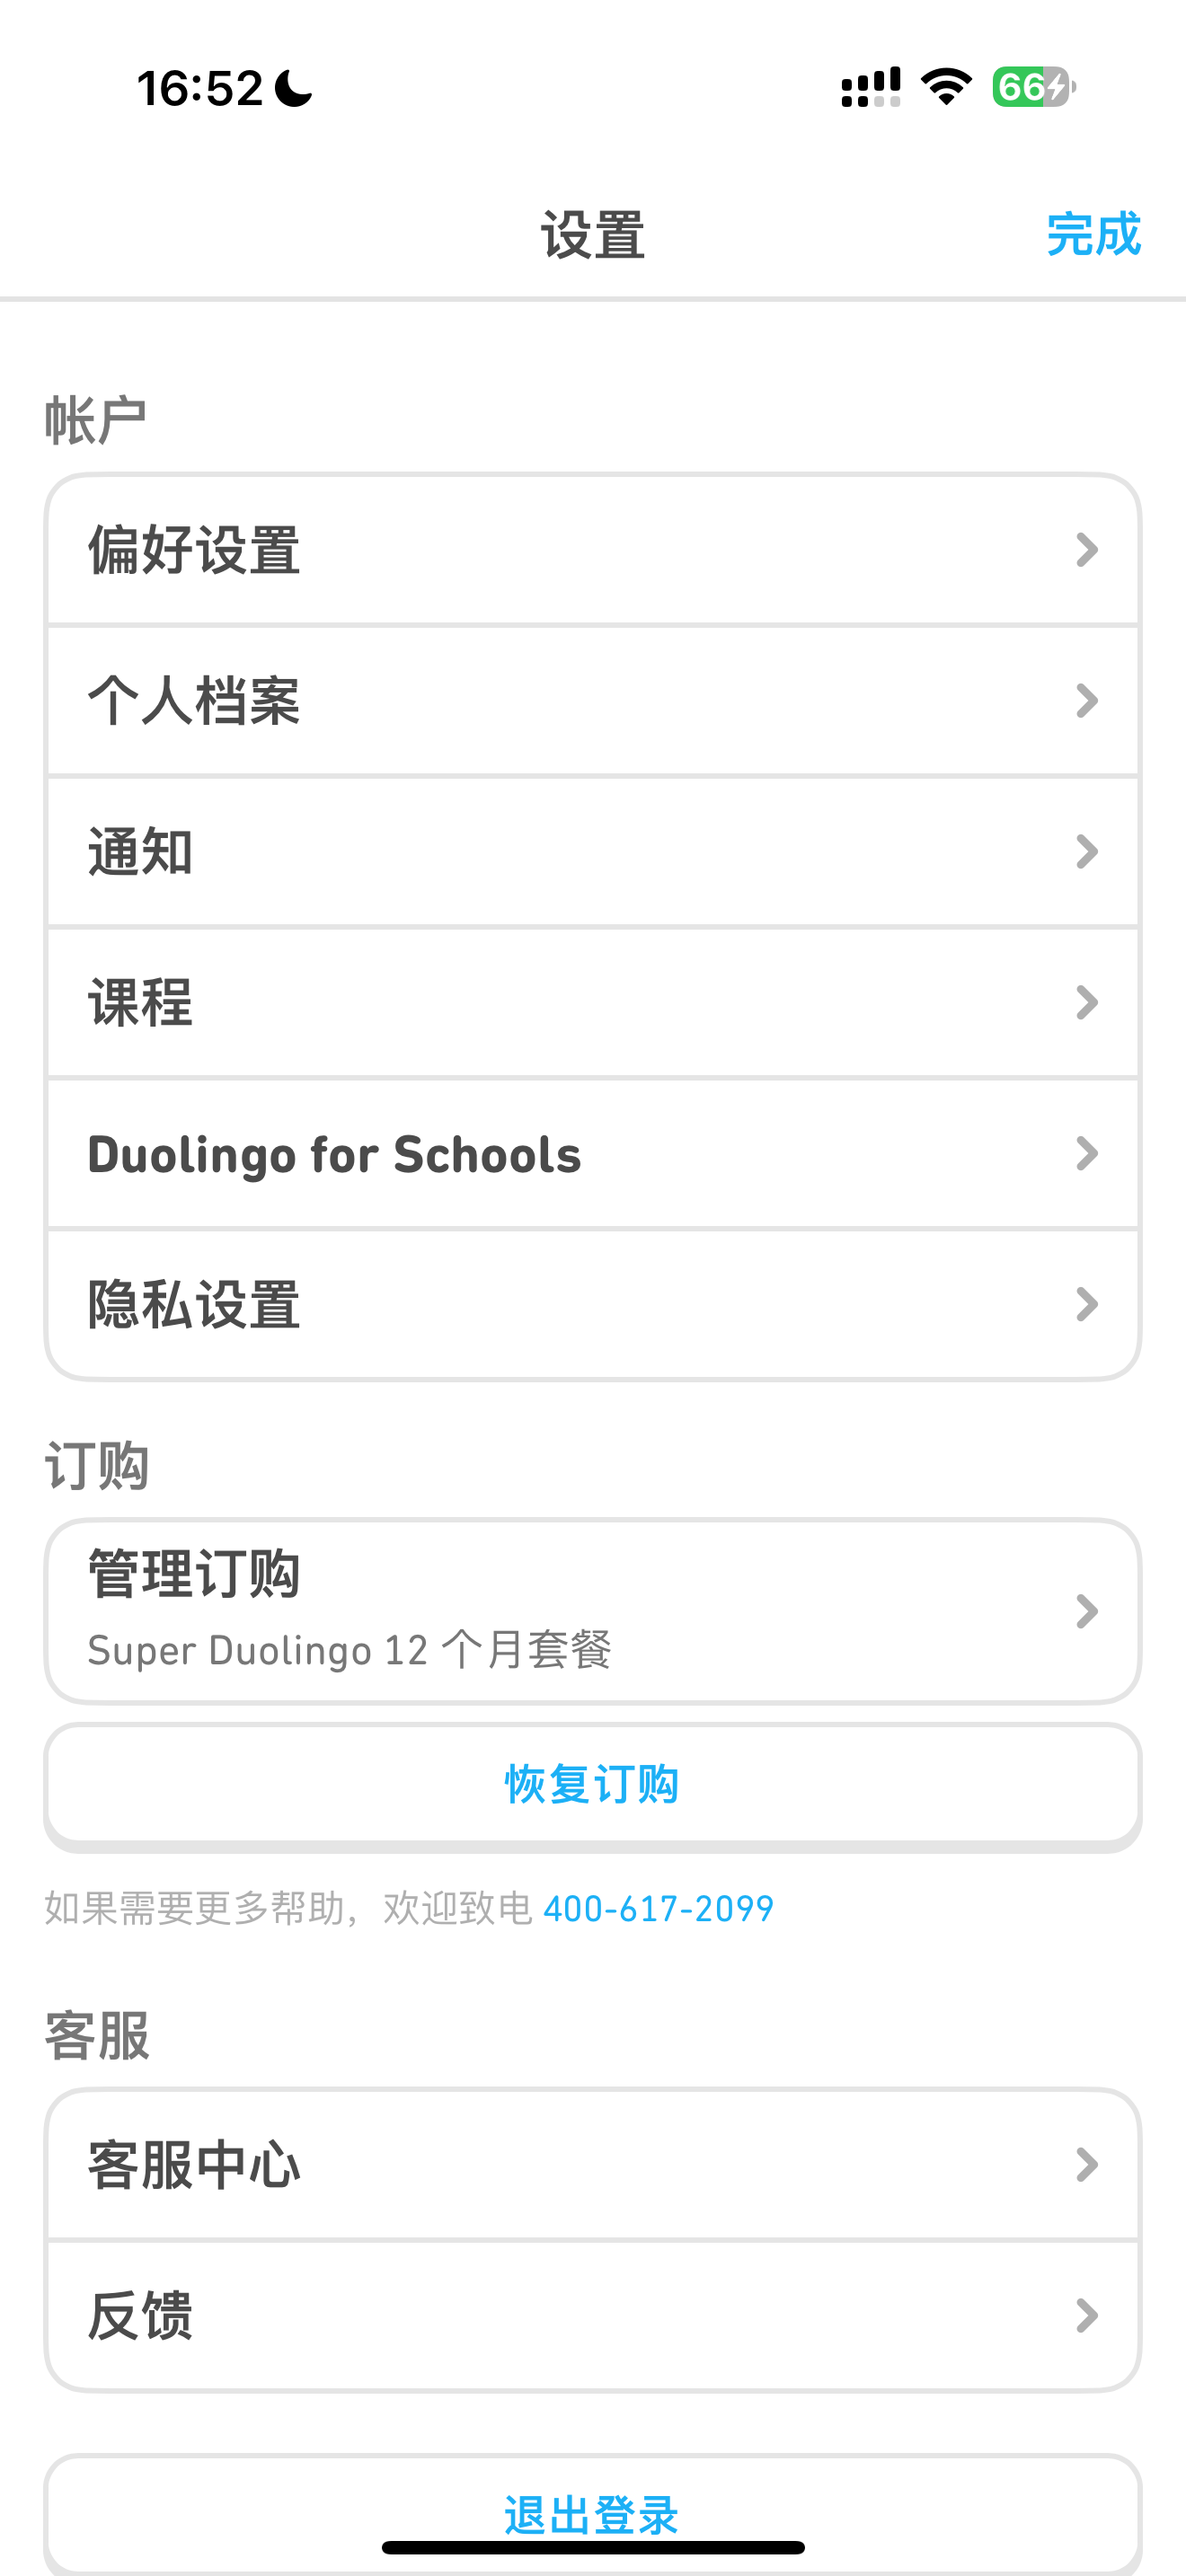 16:52
66
设置
完成
帐户
偏好设置
个人档案
通知
课程
Duolingo for Schools
隐私设置
订购
管理订购
Super Duolingo 12 个月套餐
恢复订购
如果需要更多帮助，欢迎致电 400-617-2099
客服
客服中心
反馈
退出登录